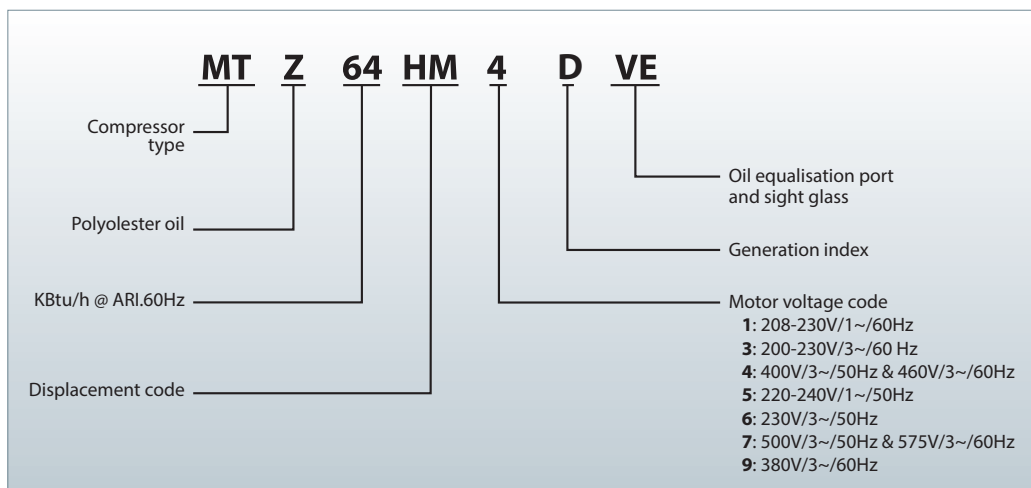 MT Z 64 HM 4 D VE
Compressor
type
Polyolester oil
KBtu/h @ ARI.60Hz
Displacement code
Oil equalisation port
and sight glass
Generation index
Motor voltage code
1: 208-230V/1~/60Hz
3: 200-230V/3~/60 Hz
4: 400V/3~/50Hz & 460V/3~/60Hz
5: 220-240V/1~/50Hz
6: 230V/3~/50Hz
7: 500V/3~/50Hz & 575V/3~/60Hz
9: 380V/3~/60Hz